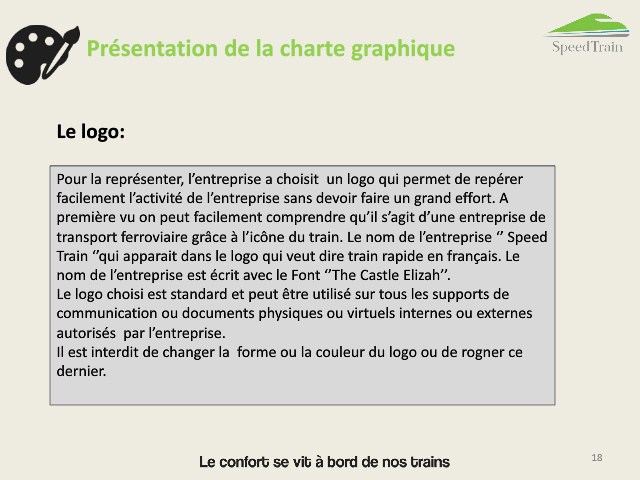 Présentation de la charte graphique
SpeedTrain
Le logo:
Pour la représenter, l’entreprise a choisit  un logo qui permet de repérer
facilement l’activité de l’entreprise sans devoir faire un grand effort. A
première vu on peut facilement comprendre qu’il s’agit d’une entreprise de
transport ferroviaire grâce à l’icône du train. Le nom de l’entreprise ‘’ Speed
Train ‘’qui apparait dans le logo qui veut dire train rapide en français. Le
nom de l’entreprise est écrit avec le Font ‘’The Castle Elizah’’.
Le logo choisi est standard et peut être utilisé sur tous les supports de
communication ou documents physiques ou virtuels internes ou externes
autorisés  par l’entreprise.
Il est interdit de changer la  forme ou la couleur du logo ou de rogner ce
dernier.
Le confort se vit à bord de nos trains
18